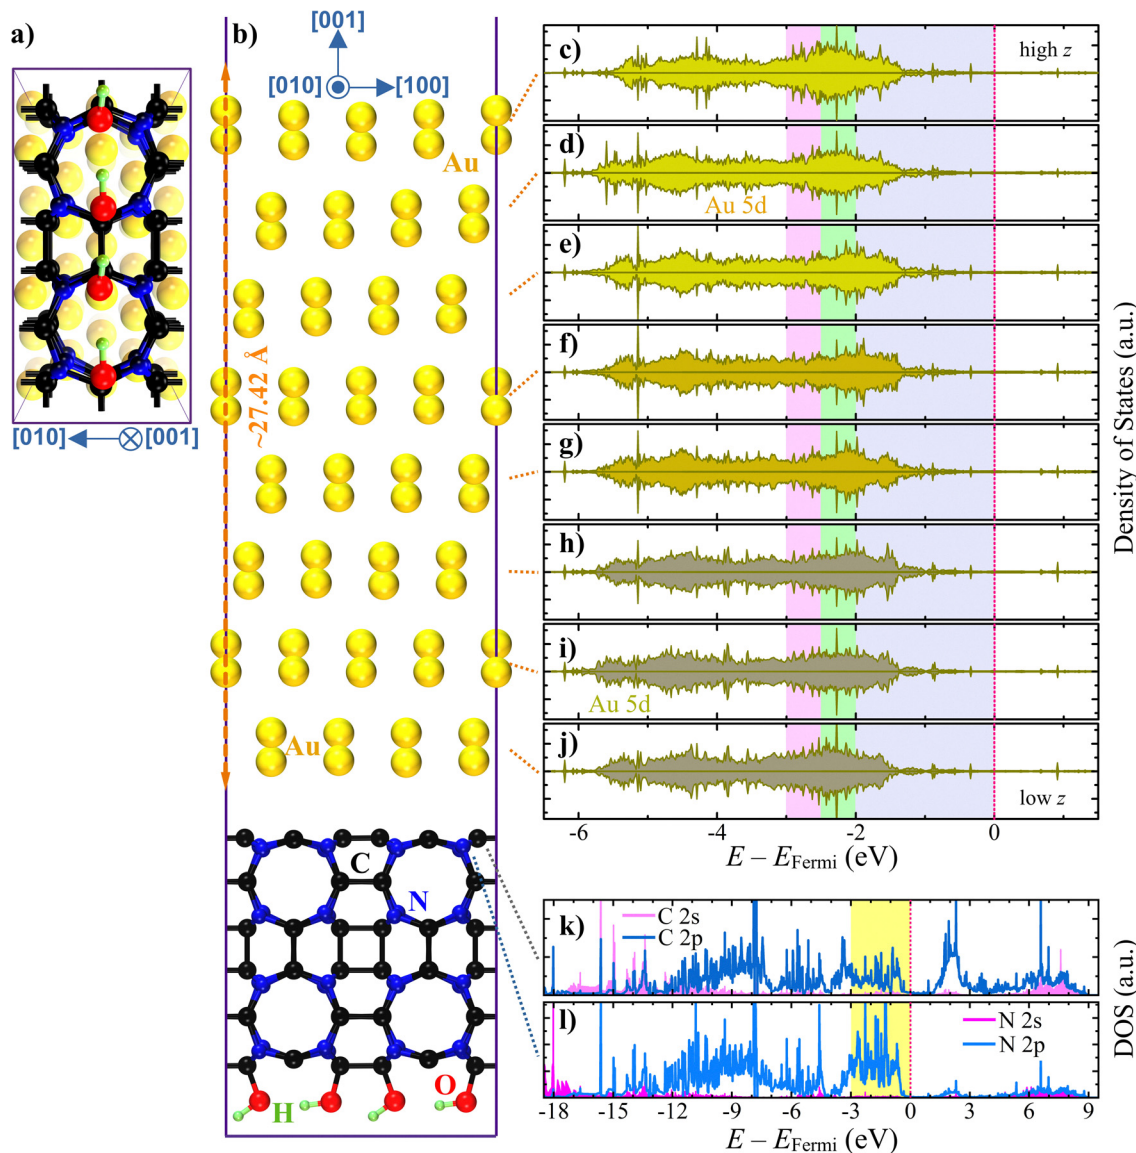 a)
[010] [001]
b)
[001]
[010] [100]
Au
~27.42 Å
Au
C
N
O
H
c) high z
d)
Au 5d
e)
f)
g)
h)
i)
Au 5d
j)
low z
-6 -4 -2 0
E – EFermi (eV)
Density of States (a.u.)
k)
C 2s
C 2p
l)
N 2s
N 2p
-18 -15 -12 -9 -6 -3 0 3 6 9
E – EFermi (eV)
DOS (a.u.)